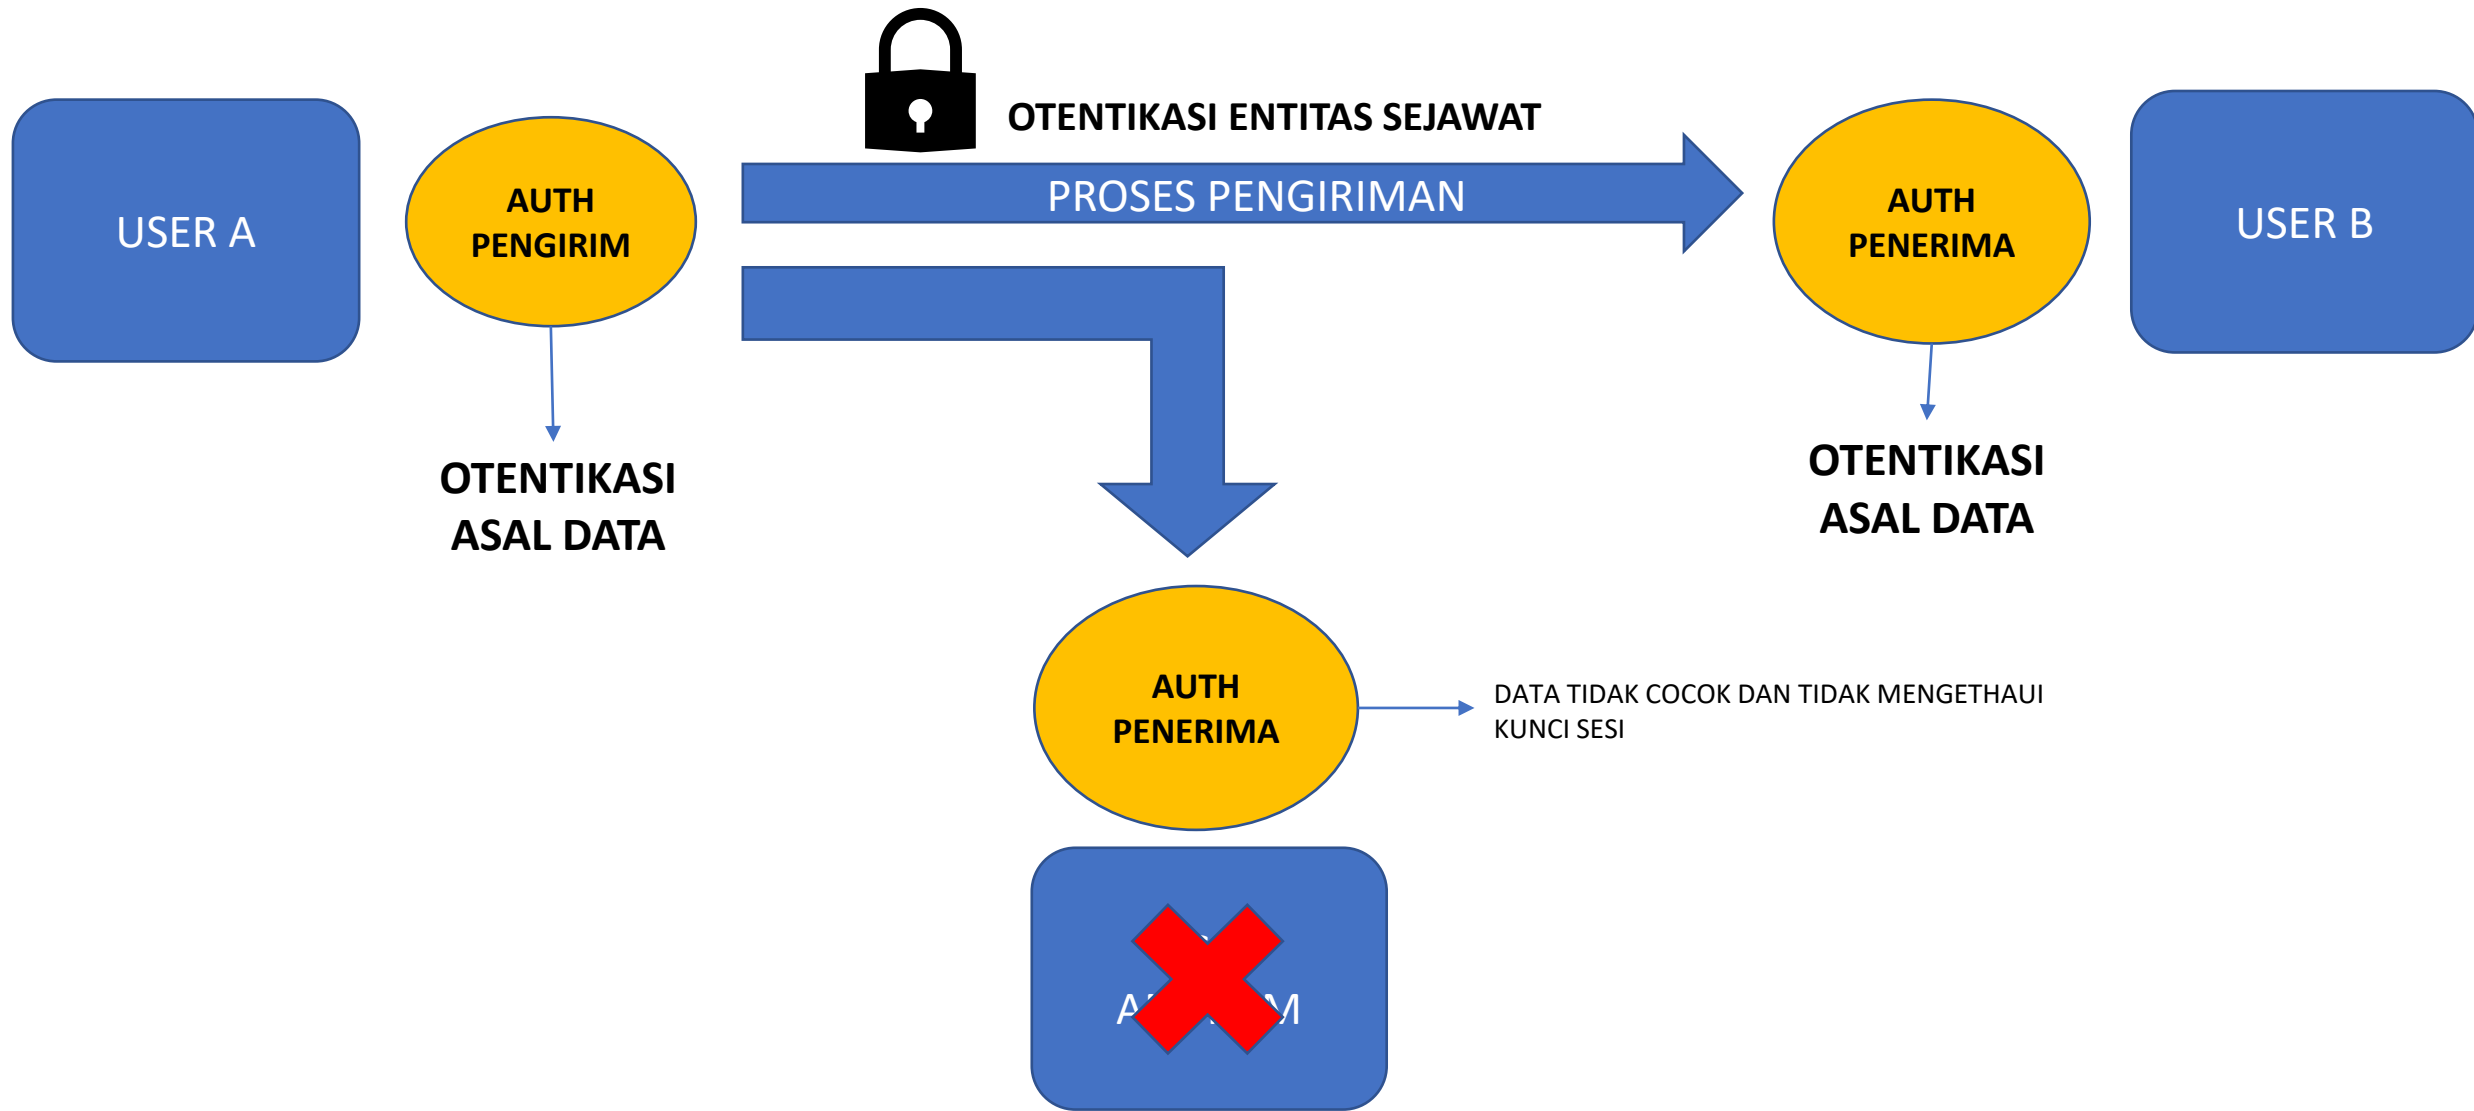 OTENTIKASI ENTITAS SEJAWAT
USER A
AUTH
PENGIRIM
PROSES PENGIRIMAN
AUTH
PENERIMA
USER B
OTENTIKASI
ASAL DATA
OTENTIKASI
ASAL DATA
AUTH
PENERIMA
DATA TIDAK COCOK DAN TIDAK MENGETHAUI
KUNCI SESI